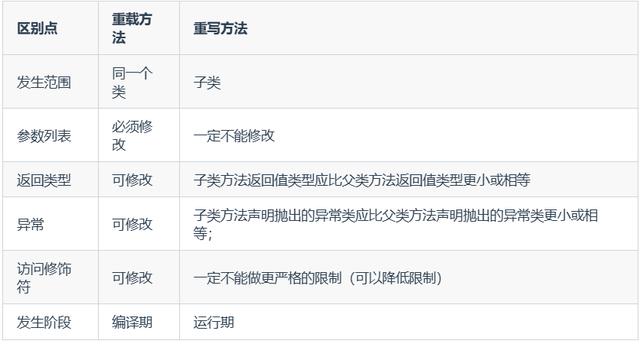 区别点 重载方法 重写方法
发生范围 同一个类 子类
参数列表 必须修改 一定不能修改
返回类型 可修改 子类方法返回值类型应比父类方法返回值类型更小或相等
异常 可修改 子类方法声明抛出的异常类应比父类方法声明抛出的异常类更小或相等；
访问修饰符 可修改 一定不能做更严格的限制（可以降低限制）
发生阶段 编译期 运行期